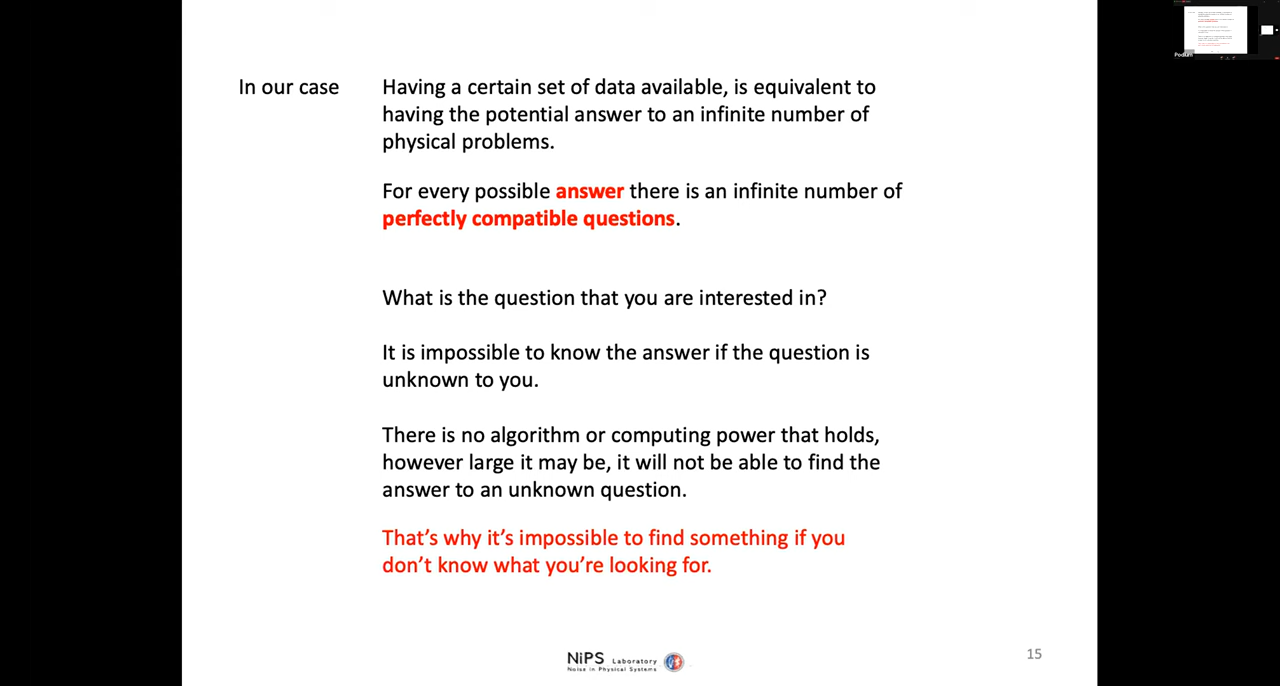 In our case
Having a certain set of data available, is equivalent to
having the potential answer to an infinite number of
physical problems.
For every possible answer there is an infinite number of
perfectly compatible questions.
What is the question that you are interested in?
It is impossible to know the answer if the question is
unknown to you.
There is no algorithm or computing power that holds,
however large it may be, it will not be able to find the
answer to an unknown question.
That's why it's impossible to find something if you
don't know what you're looking for.
NiPS Laboratory
Noise in Physical Systems
15
Podium